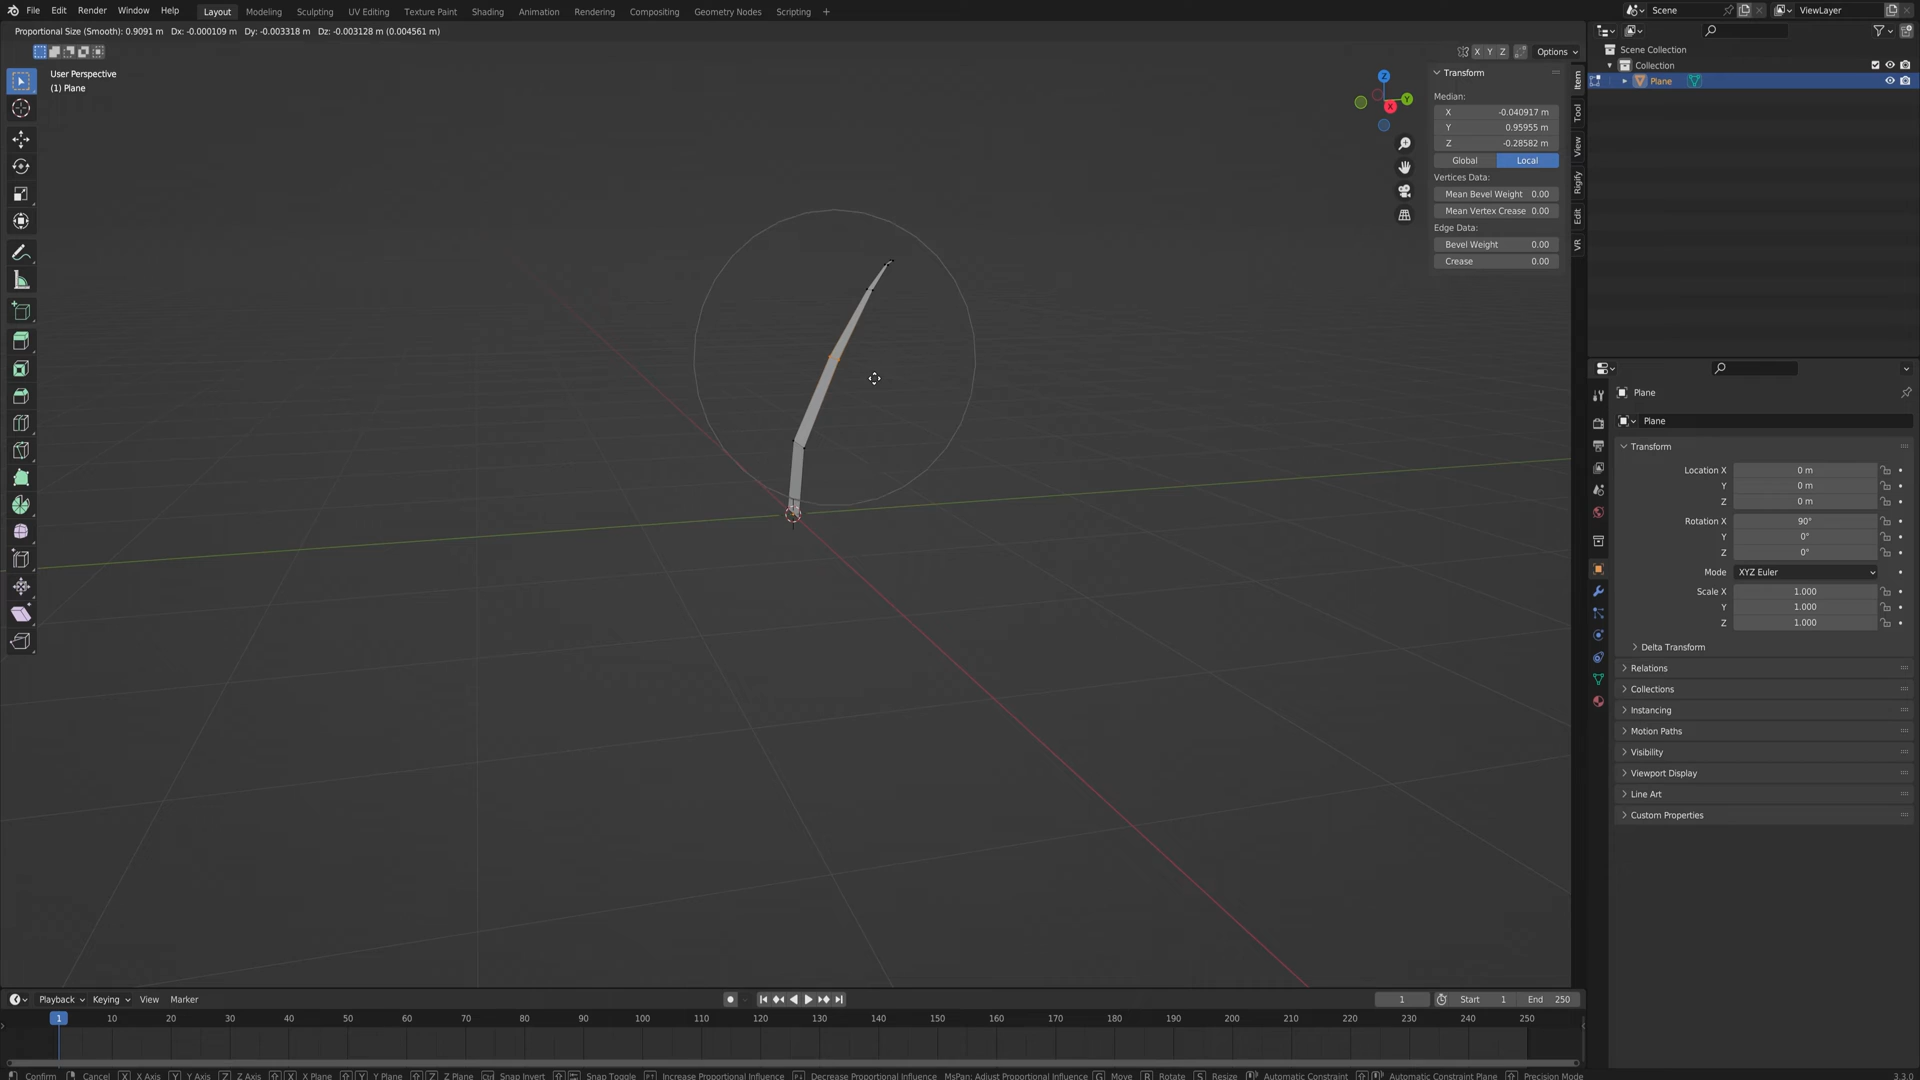 File Edit Render Window Help Layout Modeling Sculpting UV Editing Texture Paint Shading Animation Rendering Compositing Geometry Nodes Scripting + Scene ViewLayer
Proportional Size (Smooth): 0.9091 m Dx: -0.000109 m Dy: -0.003318 m Dz: -0.003128 m (0.004561 m)
X Y Z Options
User Perspective
(1) Plane
Z
Y
X
Transform
Median:
X -0.040917 m
Y 0.95955 m
Z -0.28582 m
Global Local
Vertices Data:
Mean Bevel Weight 0.00
Mean Vertex Crease 0.00
Edge Data:
Bevel Weight 0.00
Crease 0.00
Item
Tool
View
Rigify
Edit
VR
Scene Collection
Collection
Plane
Plane
Plane
Transform
Location X 0 m
Y 0 m
Z 0 m
Rotation X 90°
Y 0°
Z 0°
Mode XYZ Euler
Scale X 1.000
Y 1.000
Z 1.000
Delta Transform
Relations
Collections
Instancing
Motion Paths
Visibility
Viewport Display
Line Art
Custom Properties
Playback Keying View Marker 1 Start 1 End 250
1 10 20 30 40 50 60 70 80 90 100 110 120 130 140 150 160 170 180 190 200 210 220 230 240 250
Confirm Cancel X X Axis Y Y Axis Z Z Axis X X Plane Y Y Plane Z Z Plane Snap Invert Snap Toggle Increase Proportional Influence Decrease Proportional Influence MsPan: Adjust Proportional Influence G Move R Rotate S Resize Automatic Constraint Automatic Constraint Plane Precision Mode 3.3.0